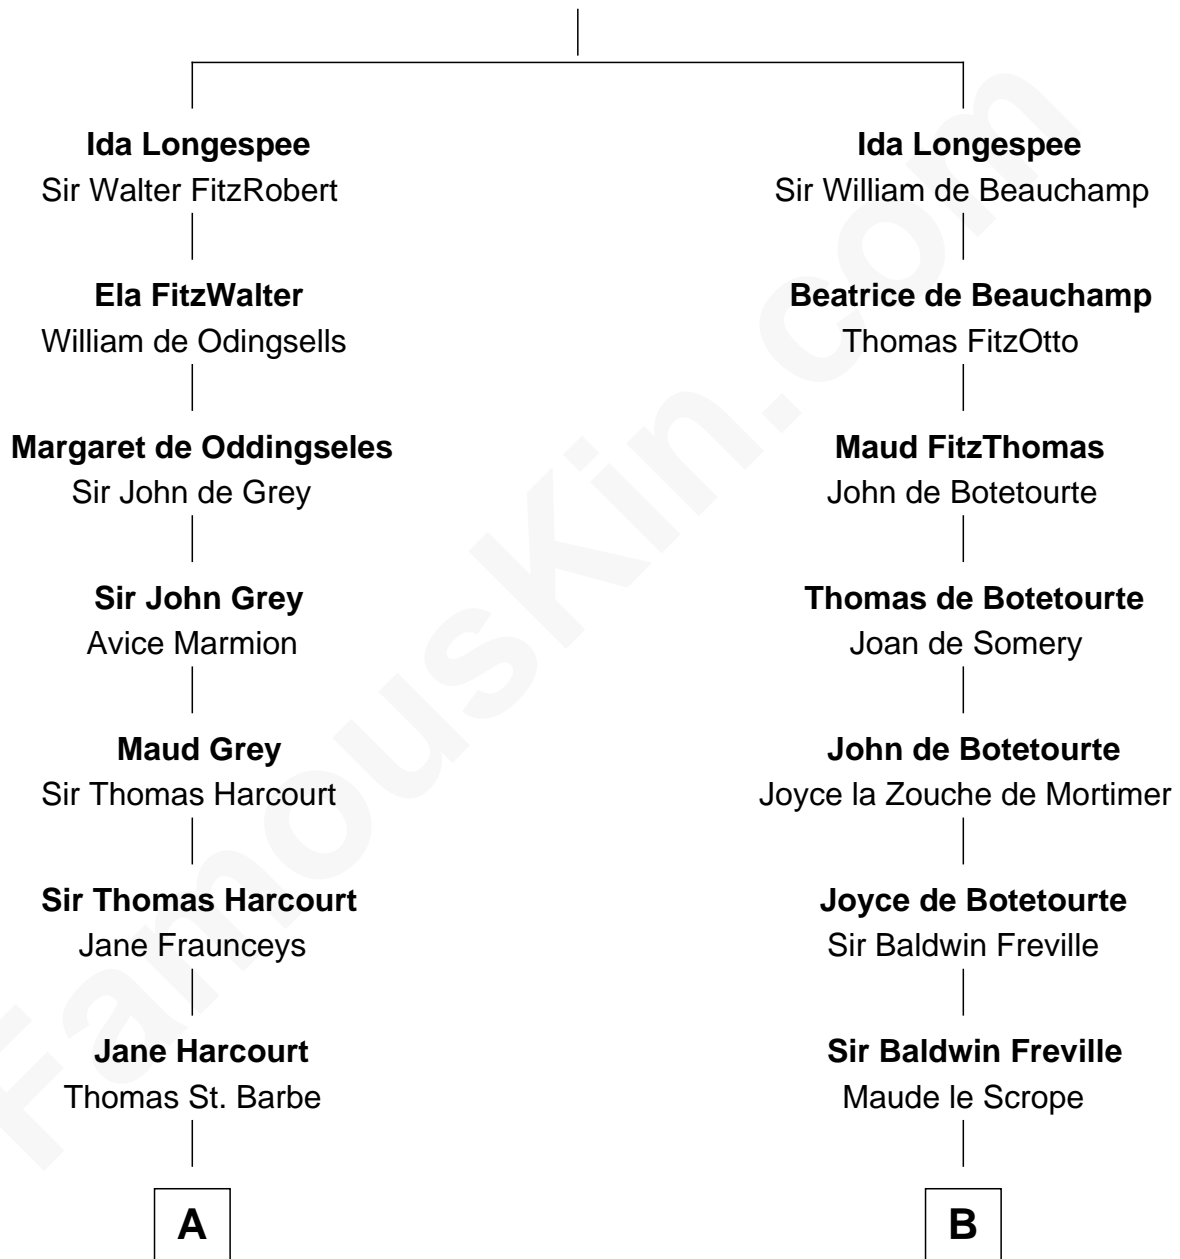 Ida Longespee
Sir Walter FitzRobert
Ela FitzWalter
William de Odingsells
Margaret de Oddingseles
Sir John de Grey
Sir John Grey
Avice Marmion
Maud Grey
Sir Thomas Harcourt
Sir Thomas Harcourt
Jane Fraunceys
Jane Harcourt
Thomas St. Barbe
A
Ida Longespee
Sir William de Beauchamp
Beatrice de Beauchamp
Thomas FitzOtto
Maud FitzThomas
John de Botetourte
Thomas de Botetourte
Joan de Somery
John de Botetourte
Joyce la Zouche de Mortimer
Joyce de Botetourte
Sir Baldwin Freville
Sir Baldwin Freville
Maude le Scrope
B
FamousKin.com